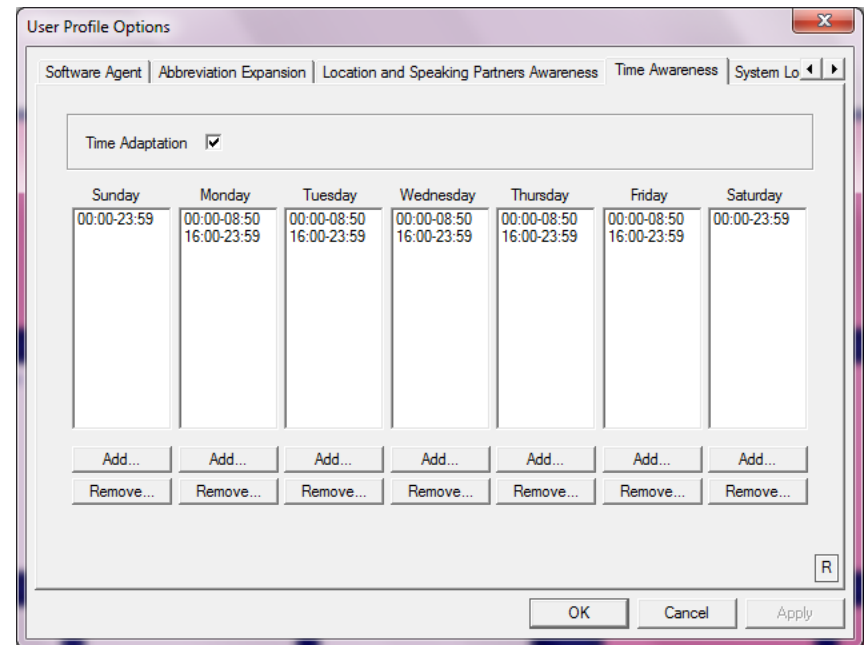 User Profile Options
x
Software Agent Abbreviation Expansion Location and Speaking Partners Awareness Time Awareness System Lo
Time Adaptation
Sunday Monday Tuesday Wednesday Thursday Friday Saturday
00:00-23:59 00:00-08:50 00:00-08:50 00:00-08:50 00:00-08:50 00:00-08:50 00:00-23:59
16:00-23:59 16:00-23:59 16:00-23:59 16:00-23:59 16:00-23:59
Add... Add... Add... Add... Add... Add... Add...
Remove... Remove... Remove... Remove... Remove... Remove... Remove...
R
OK Cancel Apply